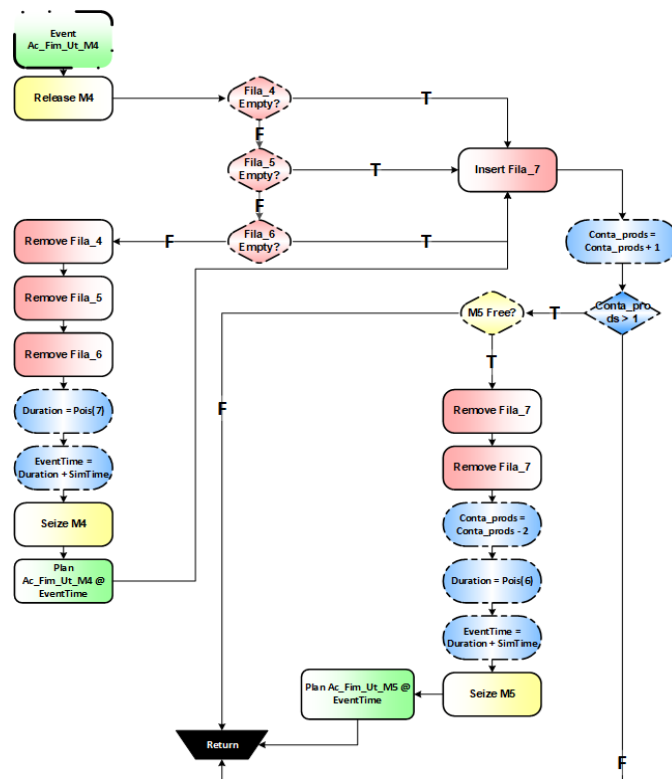 Event
Ac_Fim_Ut_M4
Release M4
Fila_4
Empty?
T
F
Fila_5
Empty?
T
Insert Fila_7
F
Fila_6
Empty?
F
T
Remove Fila_4
Conta_prods =
Conta_prods + 1
Remove Fila_5
M5 Free?
T
Conta_pro
ds > 1
Remove Fila_6
T
F
Duration = Pois(7)
Remove Fila_7
EventTime =
Duration + SimTime
Remove Fila_7
Seize M4
Conta_prods =
Conta_prods - 2
Plan
Ac_Fim_Ut_M4 @
EventTime
Duration = Pois(6)
EventTime =
Duration + SimTime
Plan Ac_Fim_Ut_M5 @
EventTime
Seize M5
Return
F